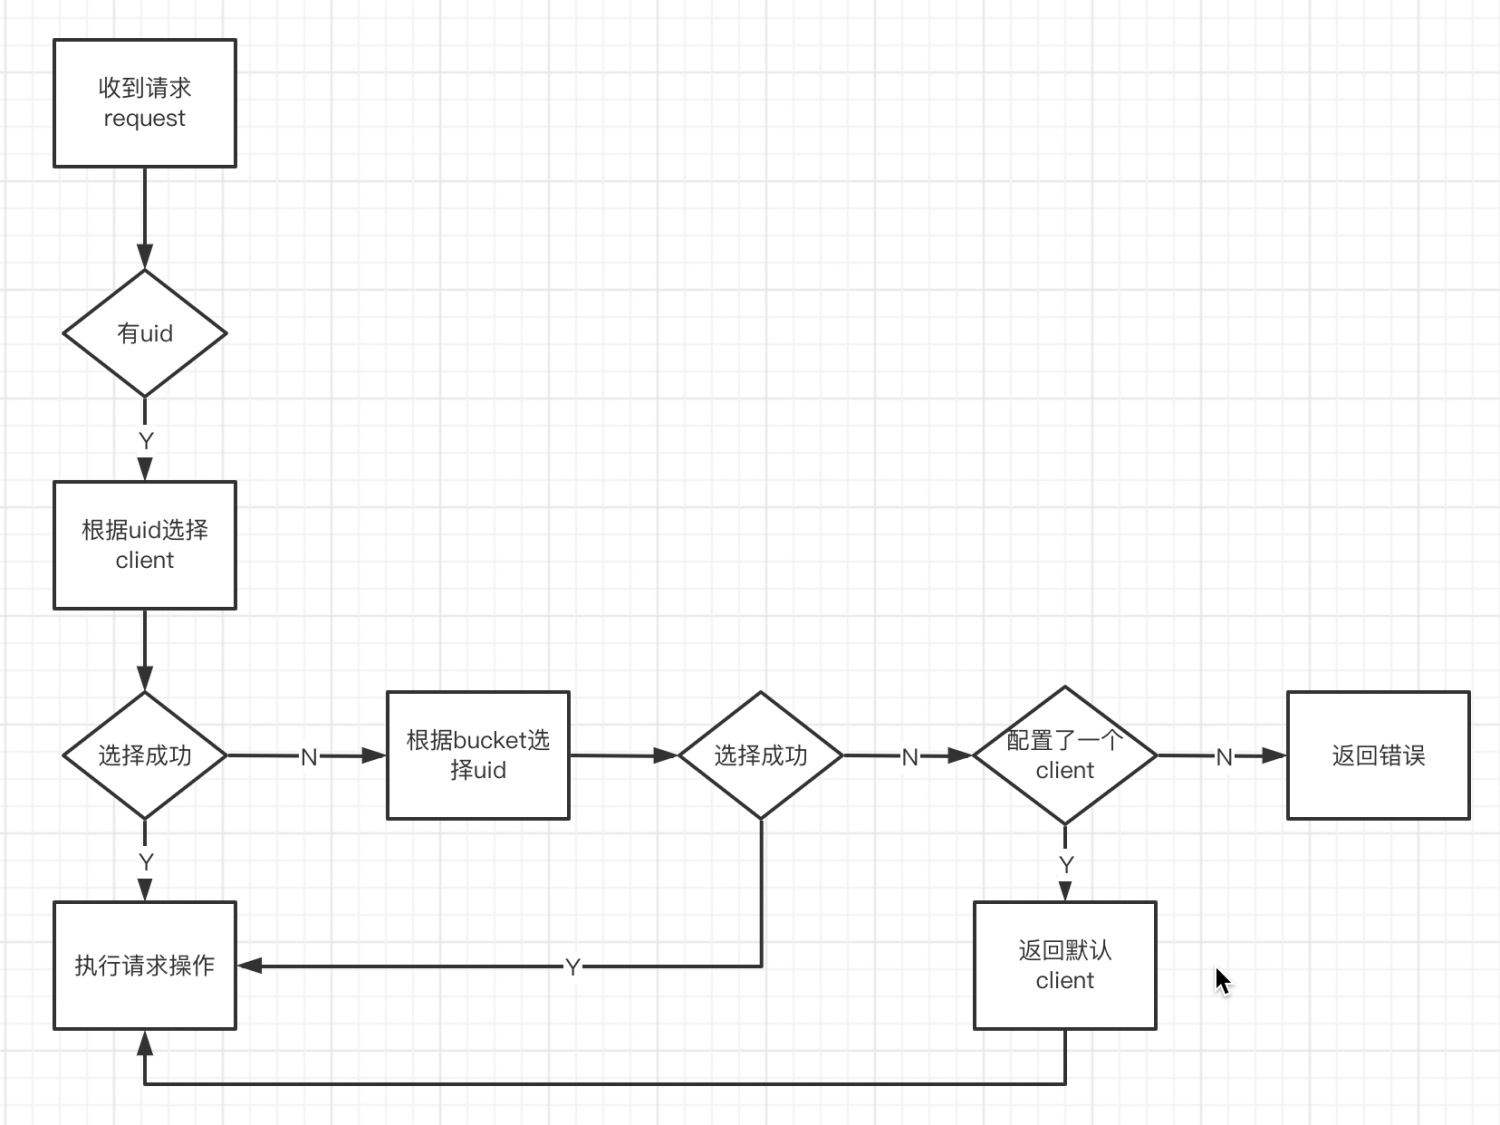 收到请求
request
有uid
Y
根据uid选择
client
选择成功
N
根据bucket选
择uid
选择成功
N
配置了一个
client
N
返回错误
Y
Y
执行请求操作
Y
返回默认
client